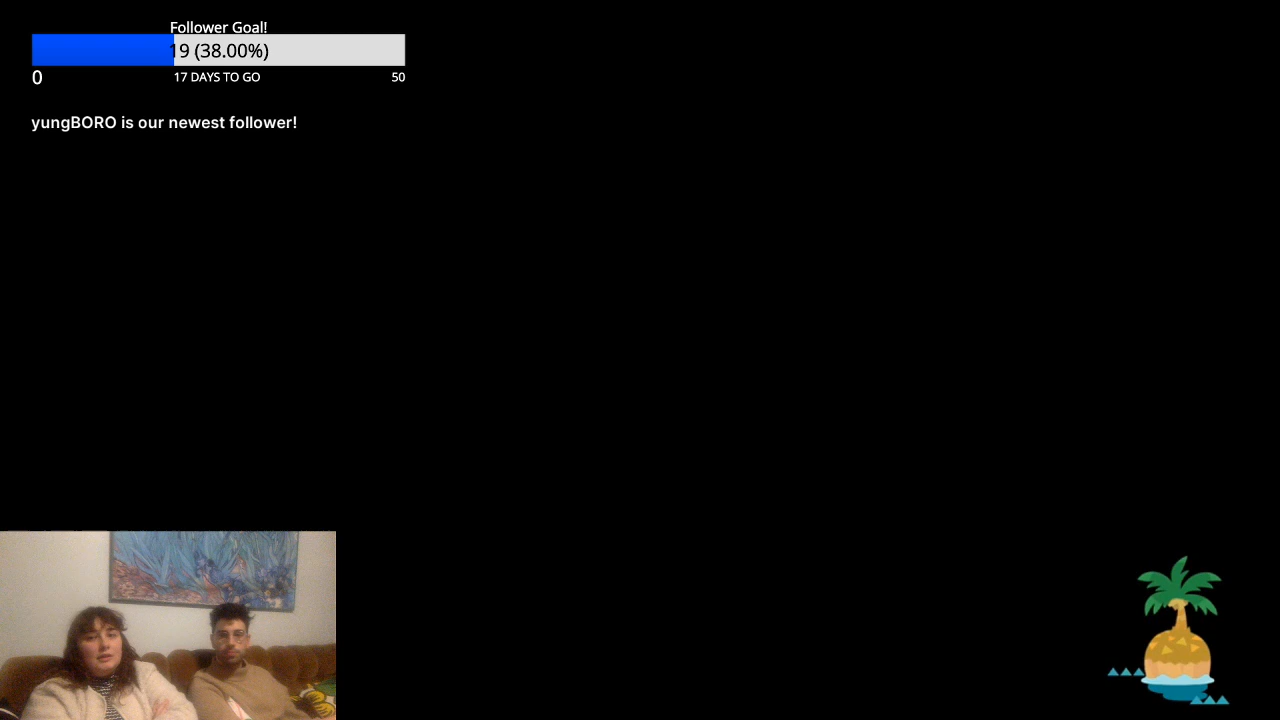 Follower Goal!
19 (38.00%)
0
17 DAYS TO GO
50
yungBORO is our newest follower!